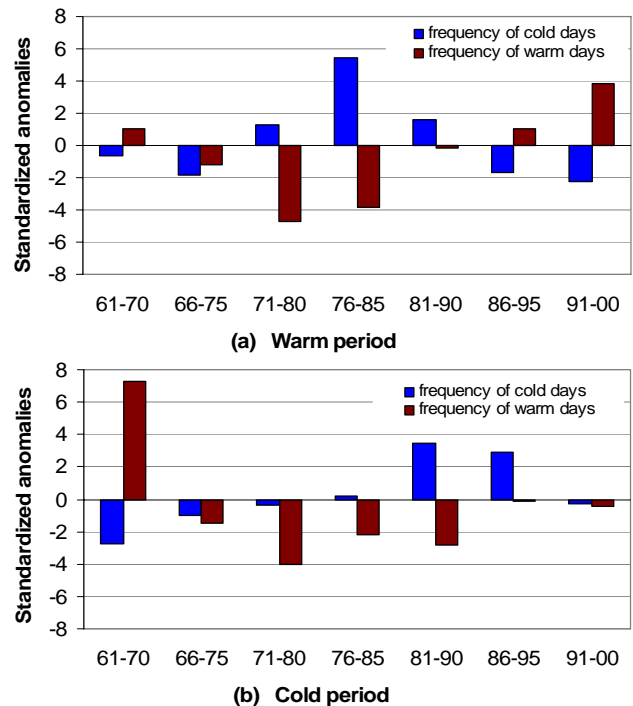 8
6
4
2
0
-2
-4
-6
-8
Standardized anomalies
frequency of cold days
frequency of warm days
61-70 66-75 71-80 76-85 81-90 86-95 91-00
(a) Warm period
8
6
4
2
0
-2
-4
-6
-8
Standardized anomalies
frequency of cold days
frequency of warm days
61-70 66-75 71-80 76-85 81-90 86-95 91-00
(b) Cold period